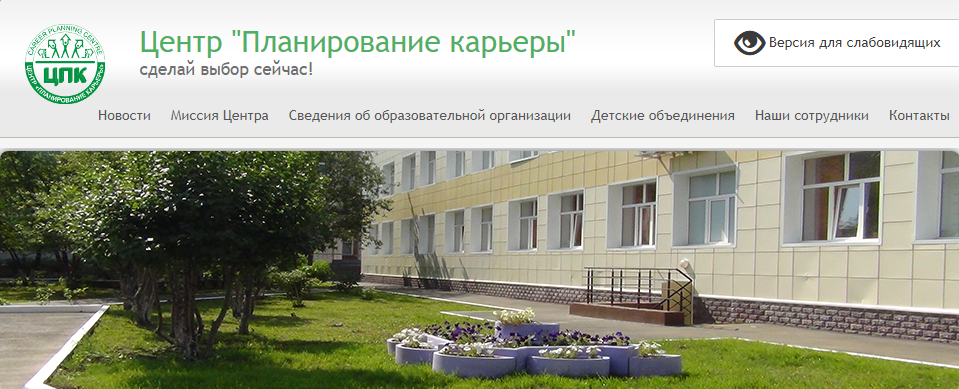 CAREER PLANNING CENTRE
ЦПК
ЦЕНТР «ПЛАНИРОВАНИЕ КАРЬЕРЫ»
Центр "Планирование карьеры"
сделай выбор сейчас!
Версия для слабовидящих
Новости Миссия Центра Сведения об образовательной организации Детские объединения Наши сотрудники Контакты